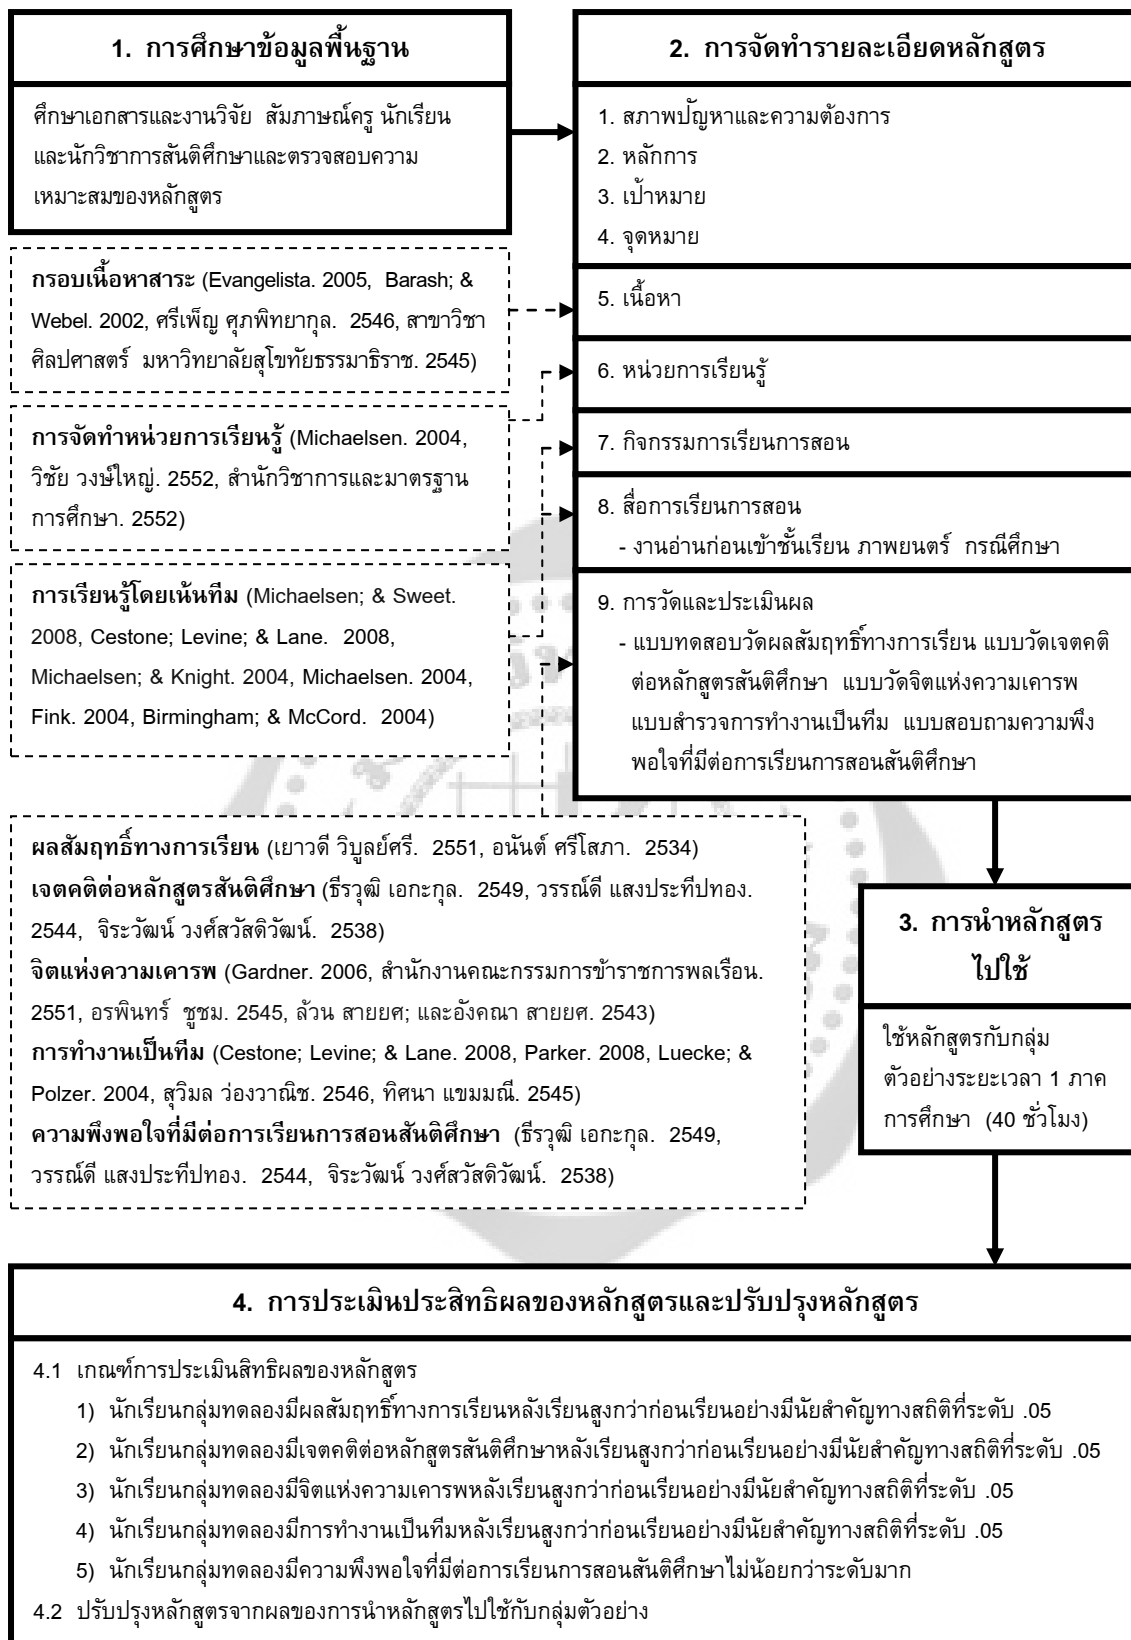 1. การศึกษาข้อมูลพื้นฐาน
ศึกษาเอกสารและงานวิจัย สัมภาษณ์ครู นักเรียน
และนักวิชาการสันติศึกษาและตรวจสอบความ
เหมาะสมของหลักสูตร
2. การจัดทำรายละเอียดหลักสูตร
1. สภาพปัญหาและความต้องการ
2. หลักการ
3. เป้าหมาย
4. จุดหมาย
5. เนื้อหา
6. หน่วยการเรียนรู้
7. กิจกรรมการเรียนการสอน
8. สื่อการเรียนการสอน
- งานอ่านก่อนเข้าชั้นเรียน ภาพยนตร์ กรณีศึกษา
9. การวัดและประเมินผล
- แบบทดสอบวัดผลสัมฤทธิ์ทางการเรียน แบบวัดเจตคติ
ต่อหลักสูตรสันติศึกษา แบบวัดจิตแห่งความเคารพ
แบบสำรวจการทำงานเป็นทีม แบบสอบถามความพึง
พอใจที่มีต่อการเรียนการสอนสันติศึกษา
กรอบเนื้อหาสาระ (Evangelista. 2005, Barash; &
Webel. 2002, ศรีเพ็ญ ศุภพิทยากุล. 2546, สาขาวิชา
ศิลปศาสตร์ มหาวิทยาลัยสุโขทัยธรรมาธิราช. 2545)
การจัดทำหน่วยการเรียนรู้ (Michaelsen. 2004,
วิชัย วงษ์ใหญ่. 2552, สำนักวิชาการและมาตรฐาน
การศึกษา. 2552)
การเรียนรู้โดยเน้นทีม (Michaelsen; & Sweet.
2008, Cestone; Levine; & Lane. 2008,
Michaelsen; & Knight. 2004, Michaelsen. 2004,
Fink. 2004, Birmingham; & McCord. 2004)
ผลสัมฤทธิ์ทางการเรียน (เยาวดี วิบูลย์ศรี. 2551, อนันต์ ศรีโสภา. 2534)
เจตคติต่อหลักสูตรสันติศึกษา (ธีรวุฒิ เอกะกุล. 2549, วรรณ์ดี แสงประทีปทอง.
2544, จิระวัฒน์ วงศ์สวัสดิวัฒน์. 2538)
จิตแห่งความเคารพ (Gardner. 2006, สำนักงานคณะกรรมการข้าราชการพลเรือน.
2551, อรพินทร์ ชูชม. 2545, ล้วน สายยศ; และอังคณา สายยศ. 2543)
การทำงานเป็นทีม (Cestone; Levine; & Lane. 2008, Parker. 2008, Luecke; &
Polzer. 2004, สุวิมล ว่องวาณิช. 2546, ทิศนา แขมมณี. 2545)
ความพึงพอใจที่มีต่อการเรียนการสอนสันติศึกษา (ธีรวุฒิ เอกะกุล. 2549,
วรรณ์ดี แสงประทีปทอง. 2544, จิระวัฒน์ วงศ์สวัสดิวัฒน์. 2538)
3. การนำหลักสูตร
ไปใช้
ใช้หลักสูตรกับกลุ่ม
ตัวอย่างระยะเวลา 1 ภาค
การศึกษา (40 ชั่วโมง)
4. การประเมินประสิทธิผลของหลักสูตรและปรับปรุงหลักสูตร
4.1 เกณฑ์การประเมินสิทธิผลของหลักสูตร
1) นักเรียนกลุ่มทดลองมีผลสัมฤทธิ์ทางการเรียนหลังเรียนสูงกว่าก่อนเรียนอย่างมีนัยสำคัญทางสถิติที่ระดับ .05
2) นักเรียนกลุ่มทดลองมีเจตคติต่อหลักสูตรสันติศึกษาหลังเรียนสูงกว่าก่อนเรียนอย่างมีนัยสำคัญทางสถิติที่ระดับ .05
3) นักเรียนกลุ่มทดลองมีจิตแห่งความเคารพหลังเรียนสูงกว่าก่อนเรียนอย่างมีนัยสำคัญทางสถิติที่ระดับ .05
4) นักเรียนกลุ่มทดลองมีการทำงานเป็นทีมหลังเรียนสูงกว่าก่อนเรียนอย่างมีนัยสำคัญทางสถิติที่ระดับ .05
5) นักเรียนกลุ่มทดลองมีความพึงพอใจที่มีต่อการเรียนการสอนสันติศึกษาไม่น้อยกว่าระดับมาก
4.2 ปรับปรุงหลักสูตรจากผลของการนำหลักสูตรไปใช้กับกลุ่มตัวอย่าง